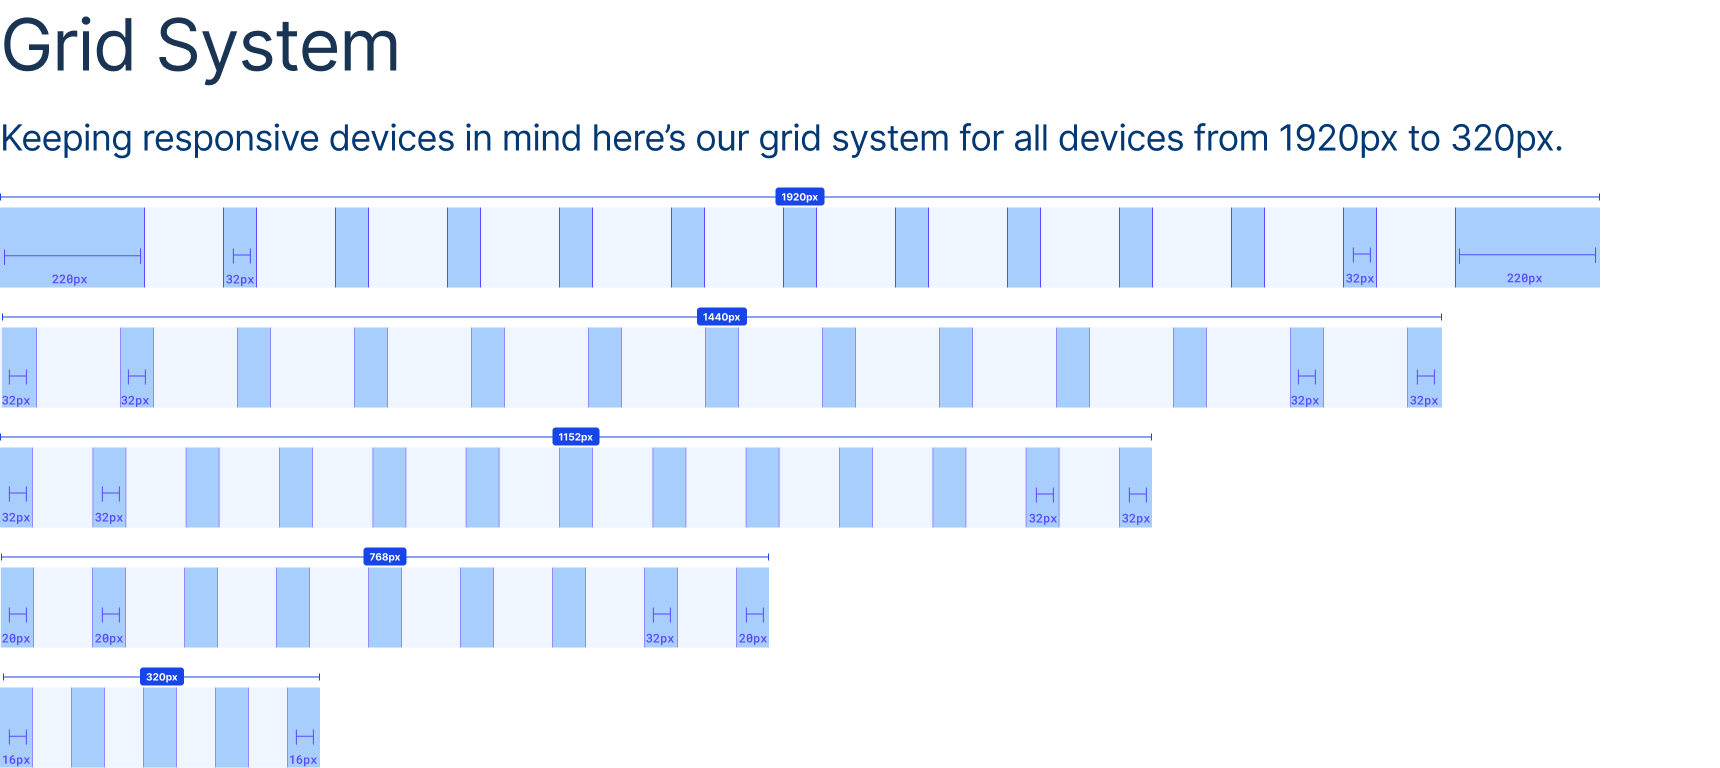 Grid System
Keeping responsive devices in mind here’s our grid system for all devices from 1920px to 320px.
1920px
220px 32px 32px 220px
1440px
32px 32px 32px 32px
1152px
32px 32px 32px 32px
768px
20px 20px 32px 20px
320px
16px 16px